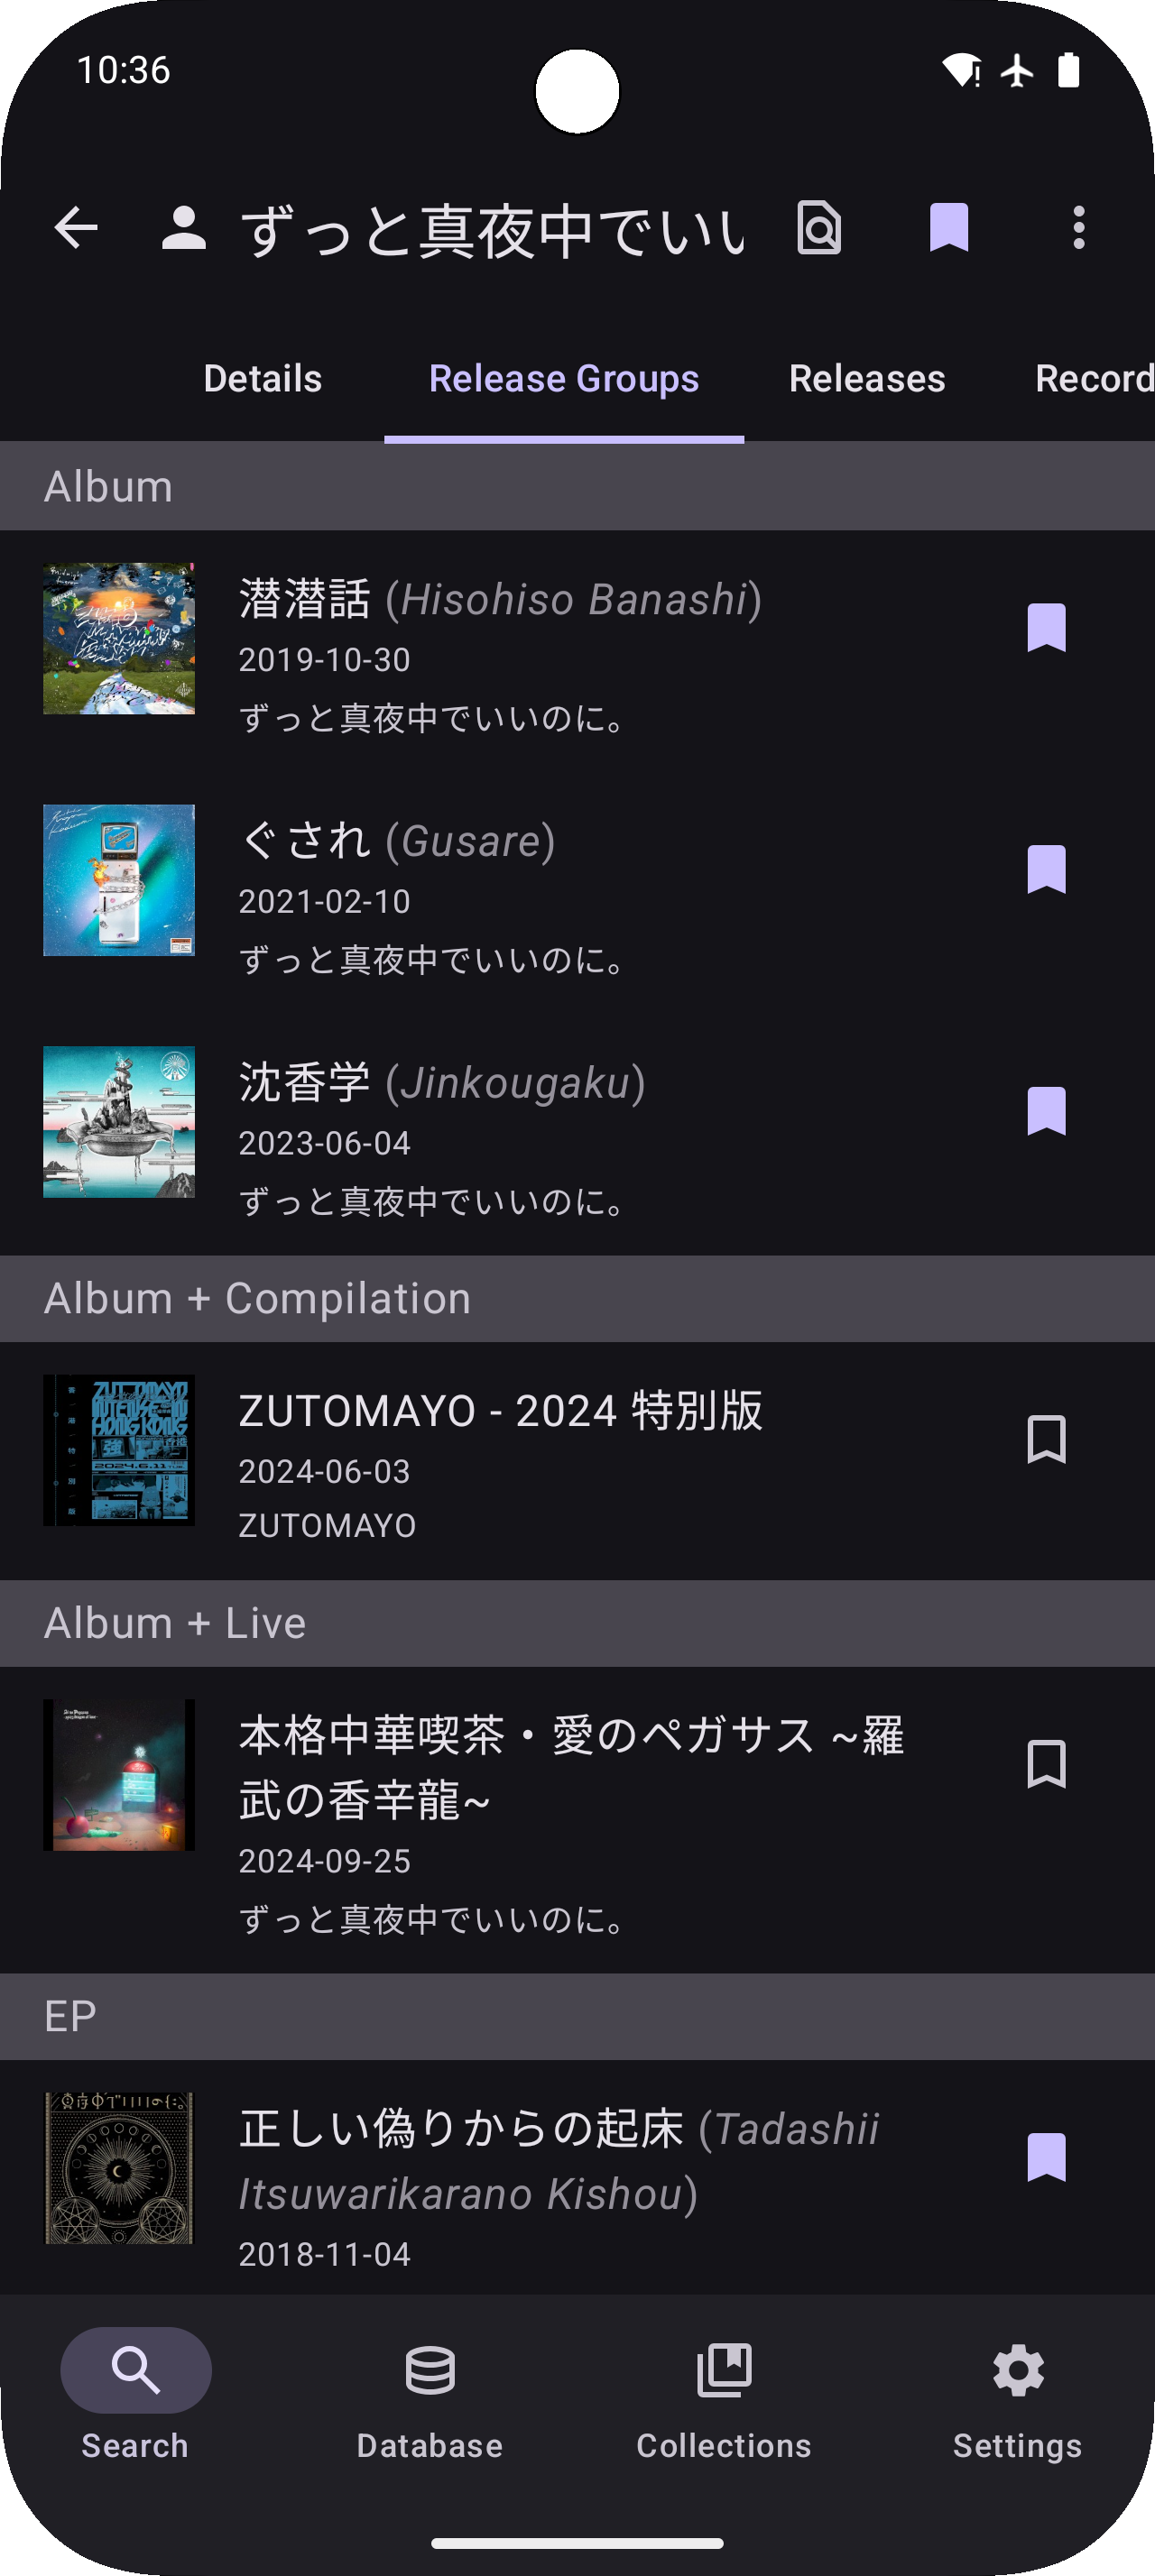 10:36
ずっと真夜中でいい
Details Release Groups Releases Record
Album
潜潜話 (Hisohiso Banashi)
2019-10-30
ずっと真夜中でいいのに。
ぐされ (Gusare)
2021-02-10
ずっと真夜中でいいのに。
沈香学 (Jinkougaku)
2023-06-04
ずっと真夜中でいいのに。
Album + Compilation
ZUTOMAYO INTENSE IN HONG KONG
ZUTOMAYO - 2024 特別版
2024-06-03
ZUTOMAYO
Album + Live
本格中華喫茶・愛のペガサス ~羅
武の香辛龍~
2024-09-25
ずっと真夜中でいいのに。
EP
正しい偽りからの起床 (Tadashii
Itsuwarikarano Kishou)
2018-11-04
Search Database Collections Settings